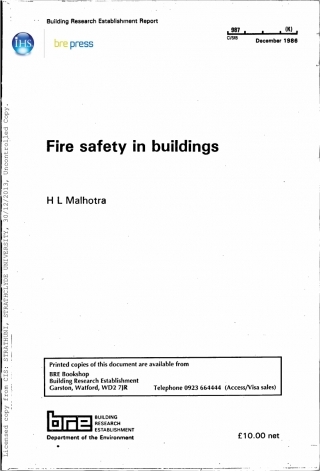 Building Research Establishment Report
987 (K)
CI/SfB
December 1986
IHS
bre press
Fire safety in buildings
H L Malhotra
Printed copies of this document are available from
BRE Bookshop
Building Research Establishment
Garston, Watford, WD2 7JR Telephone 0923 664444 (Access/Visa sales)
bre BUILDING
RESEARCH
ESTABLISHMENT
Department of the Environment
£10.00 net
Licensed copy from CIS: STRATHUNI, STRATHCLYDE UNIVERSITY, 30/12/2013, Uncontrolled Copy.